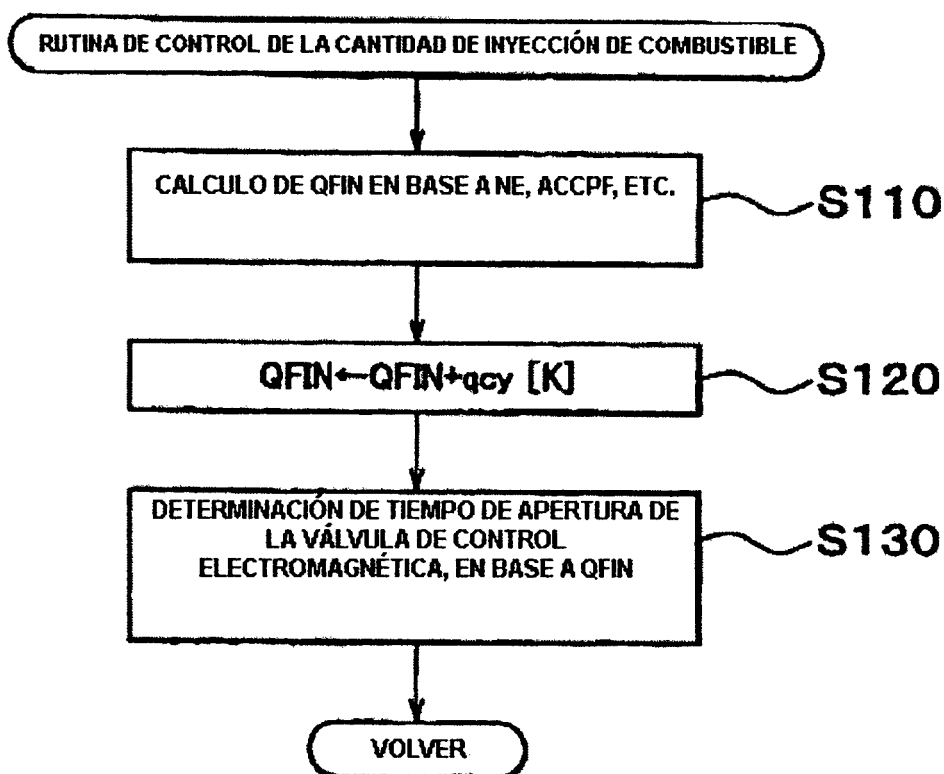 RUTINA DE CONTROL DE LA CANTIDAD DE INYECCIÓN DE COMBUSTIBLE
CALCULO DE QFIN EN BASE A NE, ACCPF, ETC.
S110
QFIN←QFIN+qcy [K]
S120
DETERMINACIÓN DE TIEMPO DE APERTURA DE
LA VÁLVULA DE CONTROL
ELECTROMAGNÉTICA, EN BASE A QFIN
S130
VOLVER